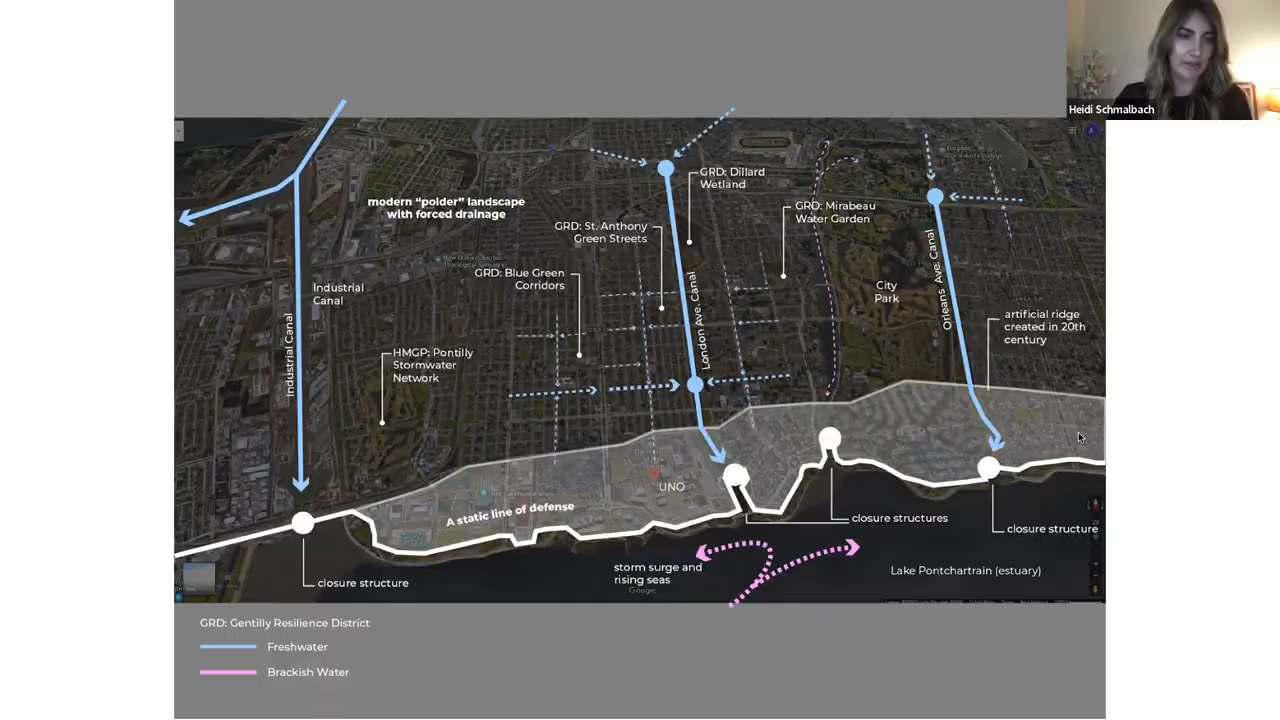 Heidi Schmalbach
modern “polder” landscape
with forced drainage
GRD: Dillard
Wetland
GRD: St. Anthony
Green Streets
GRD: Mirabeau
Water Garden
GRD: Blue Green
Corridors
Industrial
Canal
Industrial Canal
London Ave. Canal
City
Park
Orleans Ave. Canal
artificial ridge
created in 20th
century
HMGP: Pontilly
Stormwater
Network
UNO
A static line of defense
closure structures
closure structure
closure structure
storm surge and
rising seas
Google
Lake Pontchartrain (estuary)
GRD: Gentilly Resilience District
Freshwater
Brackish Water